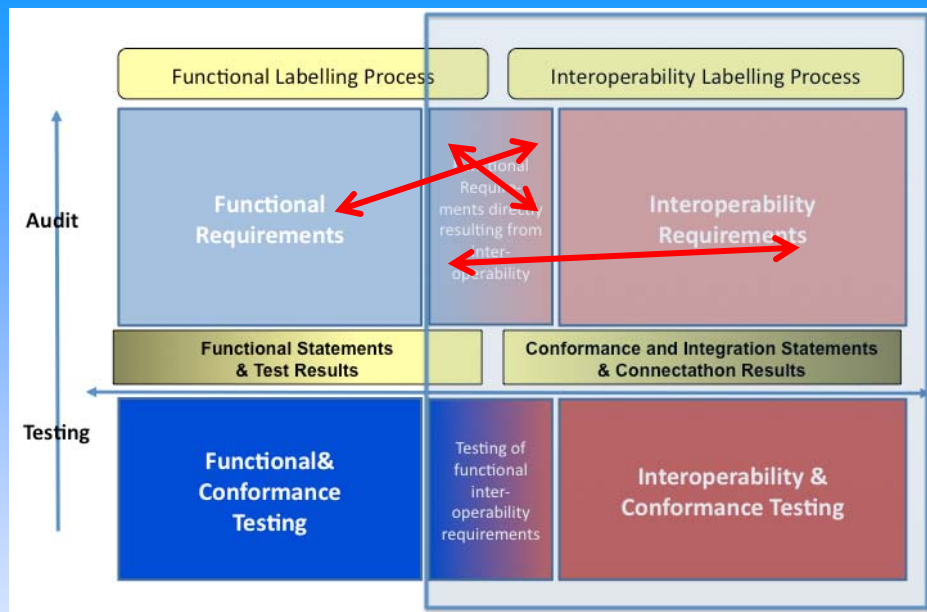 Functional Labelling Process
Interoperability Labelling Process
Audit
Functional
Requirements
Require-
ments directly
resulting from
Inter-
operability
Interoperability
Requirements
Functional Statements
& Test Results
Conformance and Integration Statements
& Connectathon Results
Testing
Functional&
Conformance
Testing
Testing of
functional
inter-
operability
requirements
Interoperability &
Conformance Testing